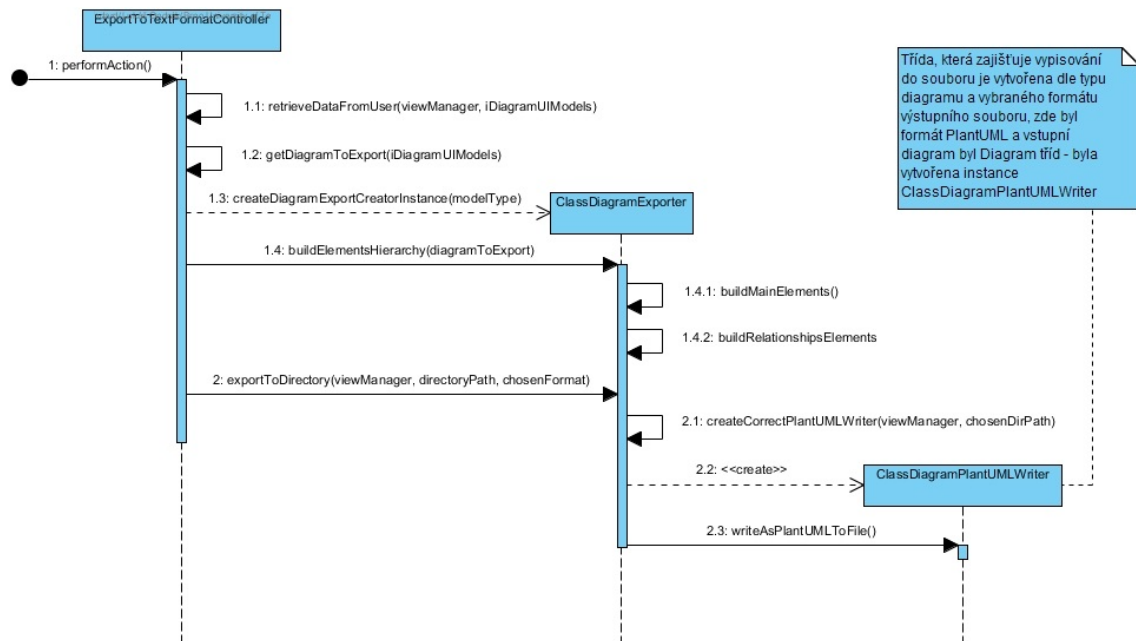 ExportToTextFormatController
1: performAction()
Třída, která zajišťuje vypisování
do souboru je vytvořena dle typu
diagramu a vybraného formátu
výstupního souboru, zde byl
formát PlantUML a vstupní
diagram byl Diagram tříd - byla
vytvořena instance
ClassDiagramPlantUMLWriter
1.1: retrieveDataFromUser(viewManager, iDiagramUIModels)
1.2: getDiagramToExport(iDiagramUIModels)
1.3: createDiagramExportCreatorInstance(modelType)
ClassDiagramExporter
1.4: buildElementsHierarchy(diagramToExport)
1.4.1: buildMainElements()
1.4.2: buildRelationshipsElements
2: exportToDirectory(viewManager, directoryPath, chosenFormat)
2.1: createCorrectPlantUMLWriter(viewManager, chosenDirPath)
2.2: <<create>>
ClassDiagramPlantUMLWriter
2.3: writeAsPlantUMLToFile()